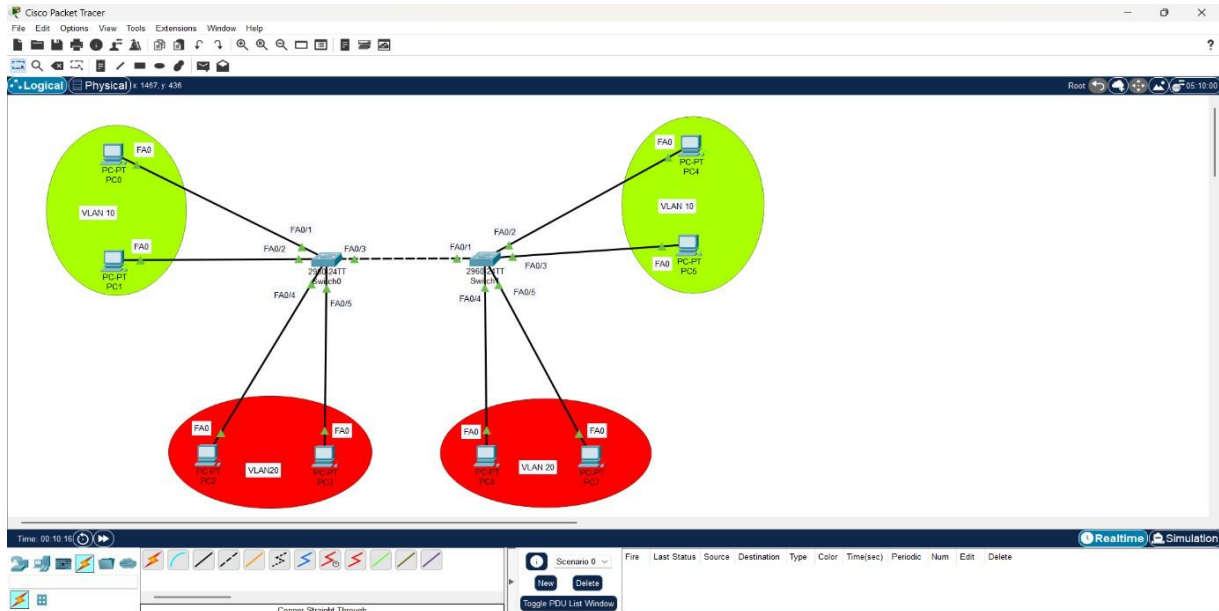 Cisco Packet Tracer
File Edit Options View Tools Extensions Window Help
?
Logical Physical x: 1467, y: 436 Root 05:10:00
FA0
PC-PT
PC0
VLAN 10
FA0
PC-PT
PC1
FA0/1
FA0/2
FA0/3
2960-24TT
Switch0
FA0/4
FA0/5
FA0/1
FA0/2
FA0/3
2960-24TT
Switch1
FA0/4
FA0/5
FA0
PC-PT
PC4
VLAN 10
FA0
PC-PT
PC5
FA0
PC-PT
PC2
VLAN20
FA0
PC-PT
PC3
FA0
PC-PT
PC6
VLAN 20
FA0
PC-PT
PC7
Time: 00:10:16 Realtime Simulation
Scenario 0
New Delete
Toggle PDU List Window
Fire Last Status Source Destination Type Color Time(sec) Periodic Num Edit Delete
Copper Straight-Through